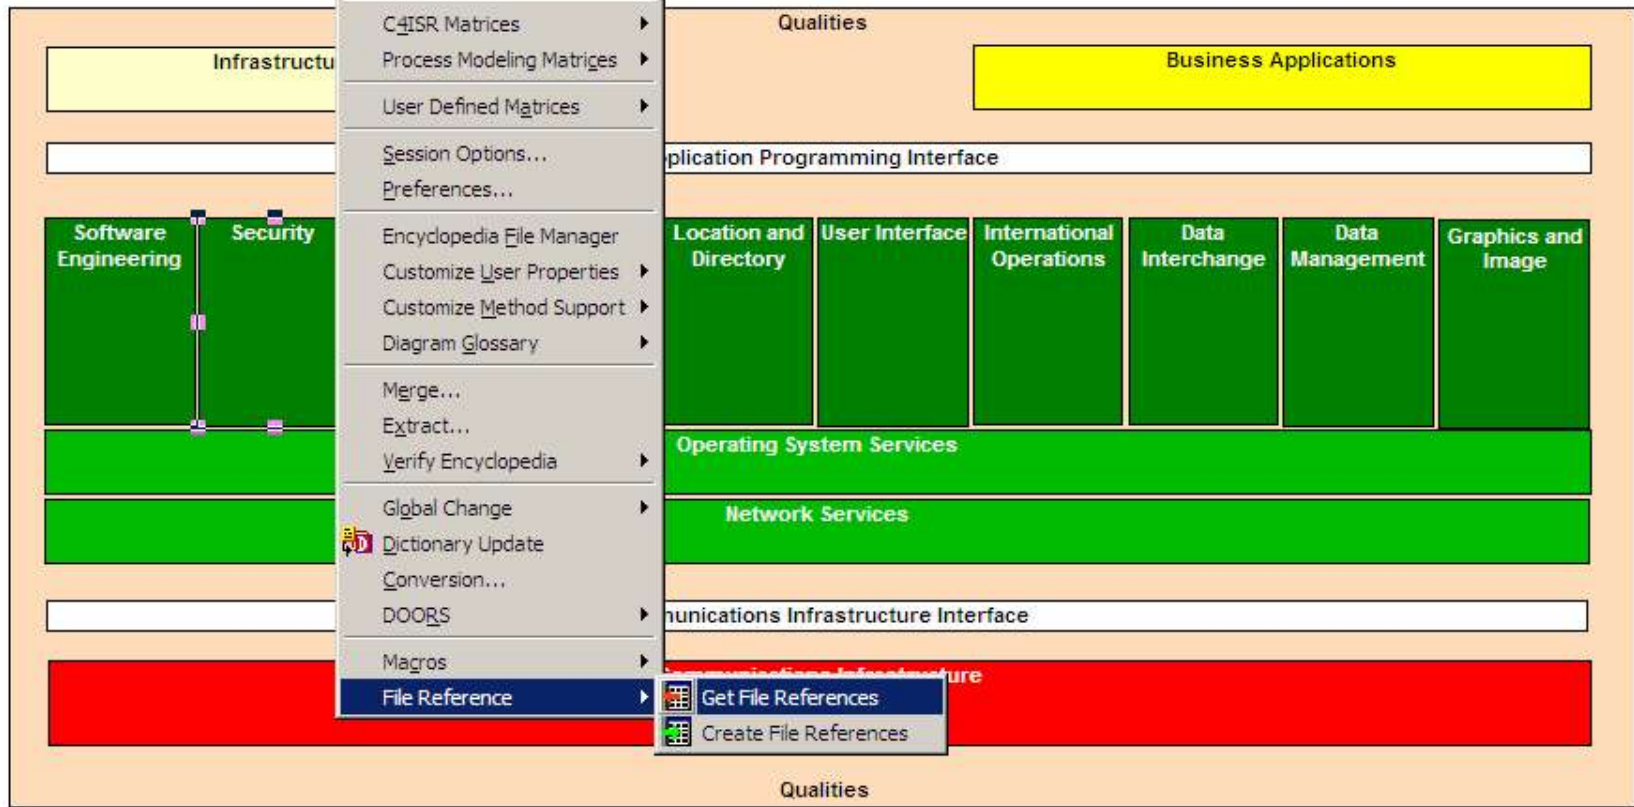 Qualities
Infrastructu
Business Applications
plication Programming Interface
Software
Engineering
Security
Location and
Directory
User Interface
International
Operations
Data
Interchange
Data
Management
Graphics and
Image
Operating System Services
Network Services
munications Infrastructure Interface
Communications Infrastructure
Qualities
C4ISR Matrices
Process Modeling Matrices
User Defined Matrices
Session Options...
Preferences...
Encyclopedia File Manager
Customize User Properties
Customize Method Support
Diagram Glossary
Merge...
Extract...
Verify Encyclopedia
Global Change
Dictionary Update
Conversion...
DOORS
Macros
File Reference
Get File References
Create File References